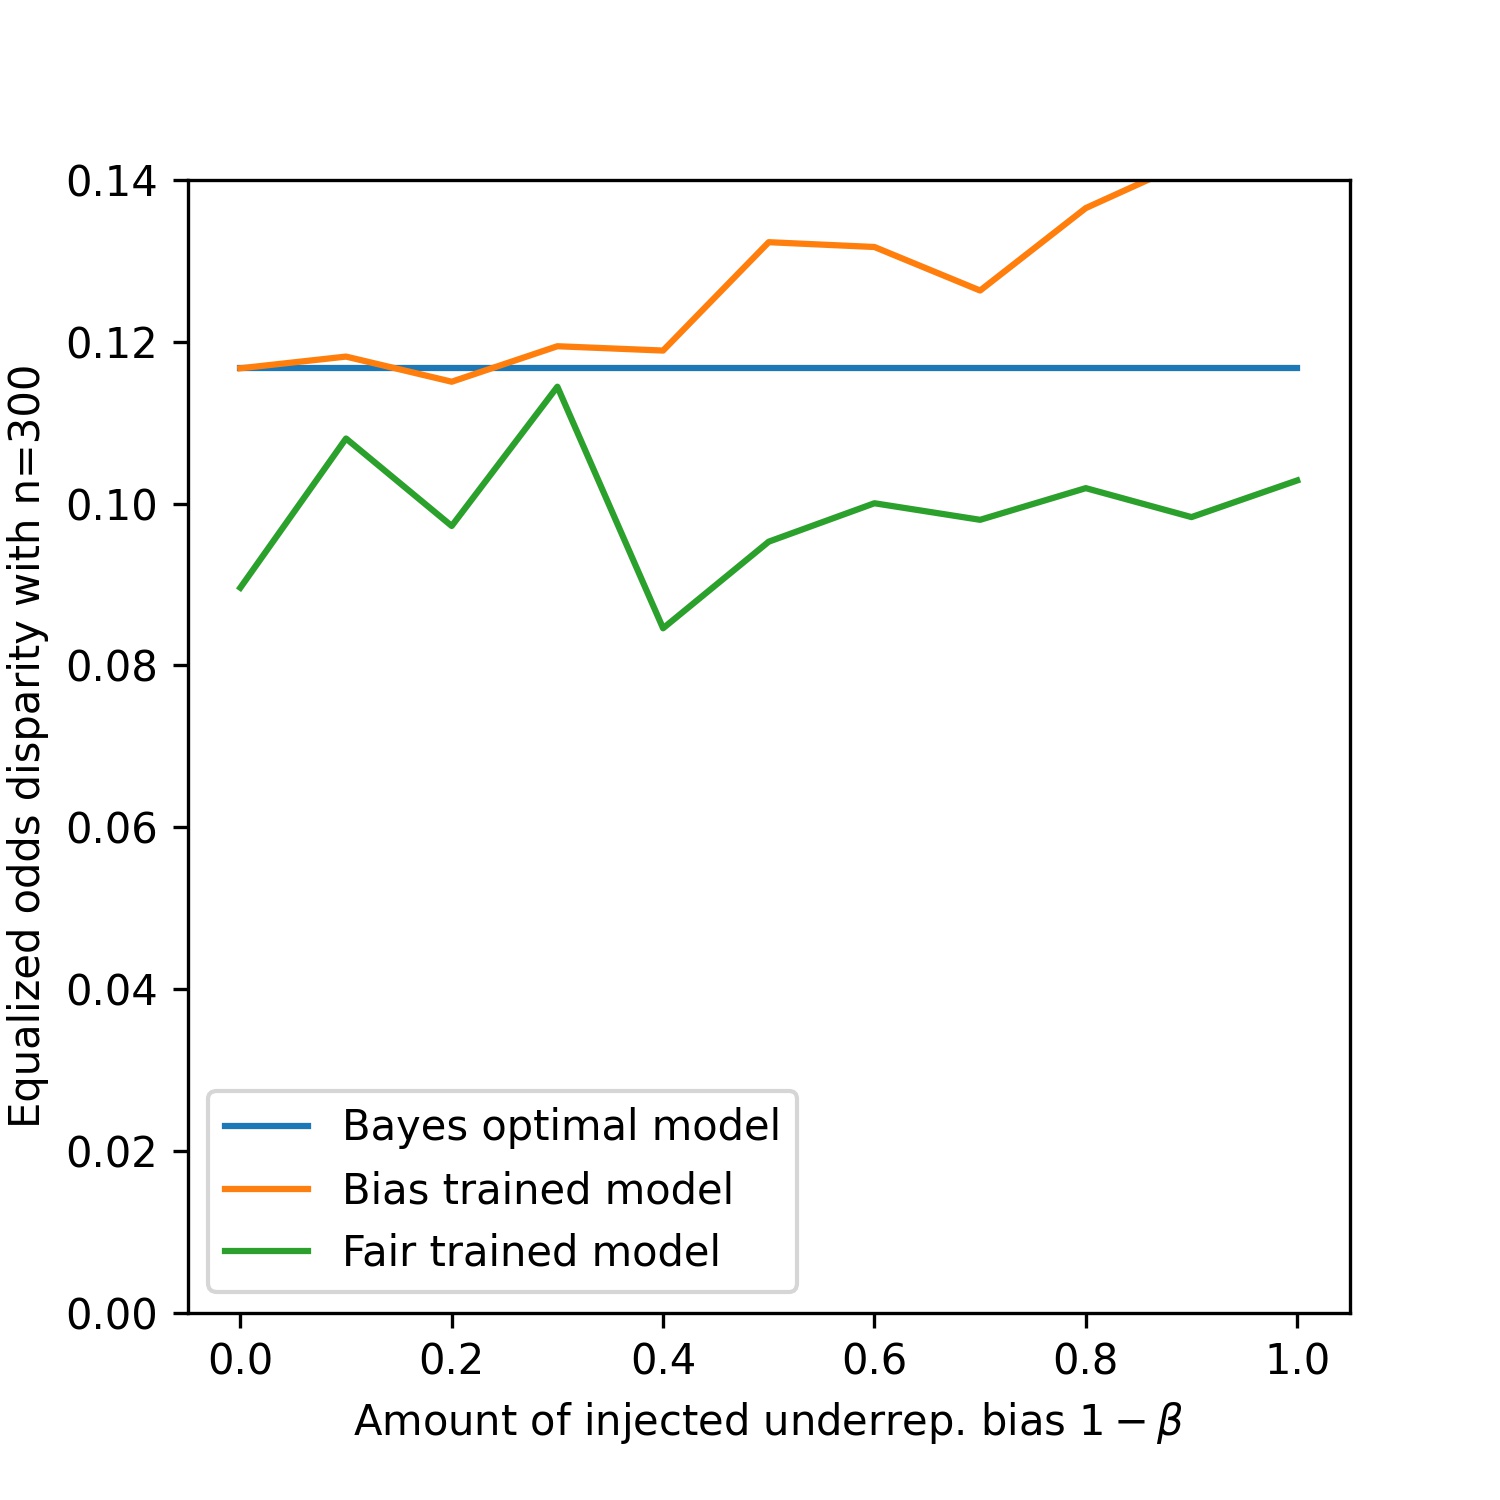 Equalized odds disparity with n=300
0.14
0.12
0.10
0.08
0.06
0.04
0.02
0.00
Bayes optimal model
Bias trained model
Fair trained model
0.0 0.2 0.4 0.6 0.8 1.0
Amount of injected underrep. bias 1 − β